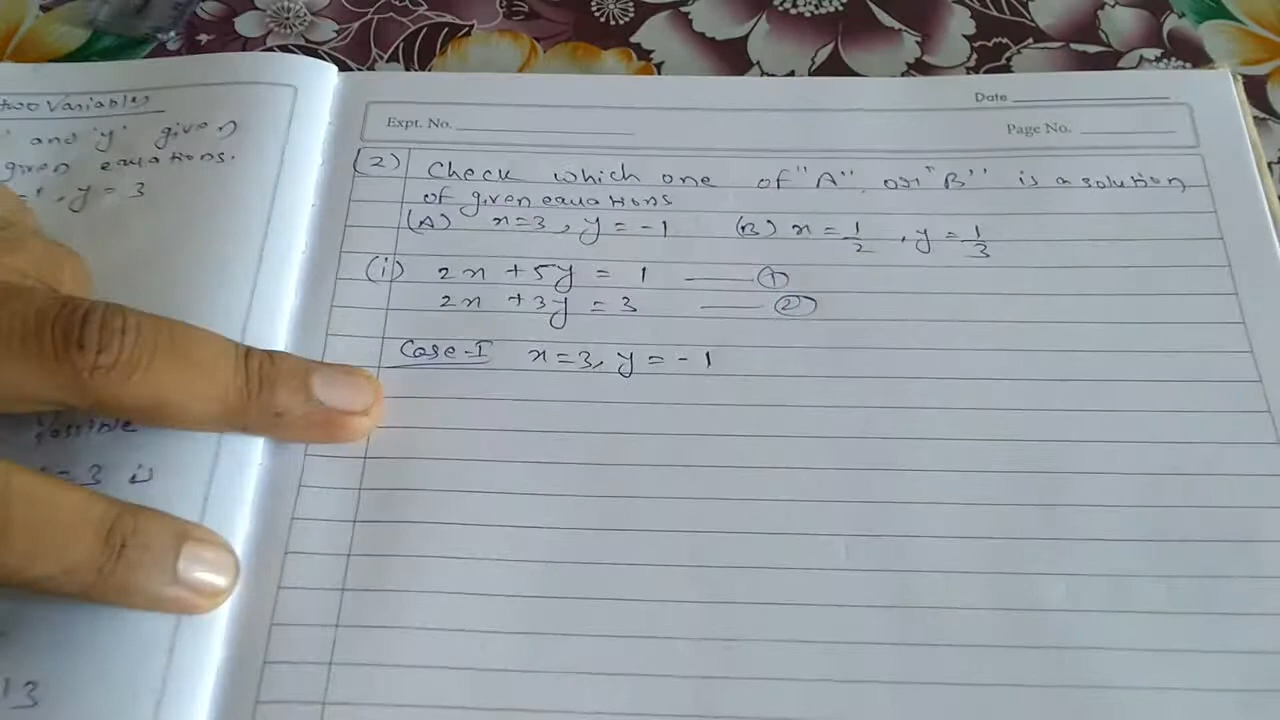 two Variables
and 'y' given
given equations.
, y = 3
Possible
= 3 is
13
Date
Expt. No.
Page No.
(2) Check which one of "A" or "B" is a solution
of given equations
(A) x=3, y = -1 (B) x = 1/2, y = 1/3
(i) 2x + 5y = 1 —— ①
2x + 3y = 3 —— ②
Case-I x=3, y = -1